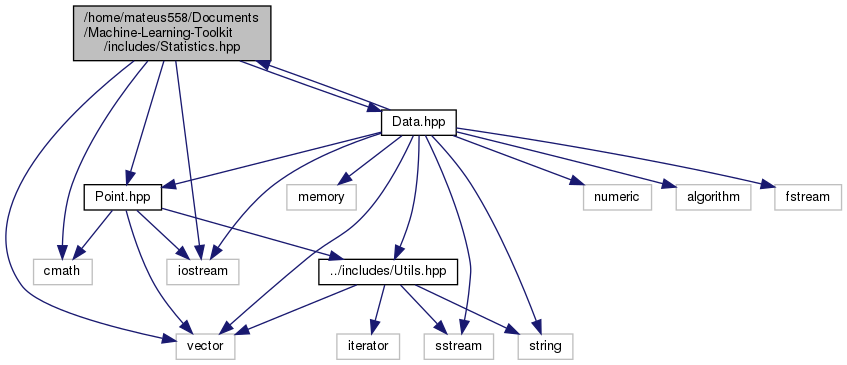 /home/mateus558/Documents
/Machine-Learning-Toolkit
/includes/Statistics.hpp
Data.hpp
Point.hpp
memory
numeric
algorithm
fstream
cmath
iostream
../includes/Utils.hpp
vector
iterator
sstream
string